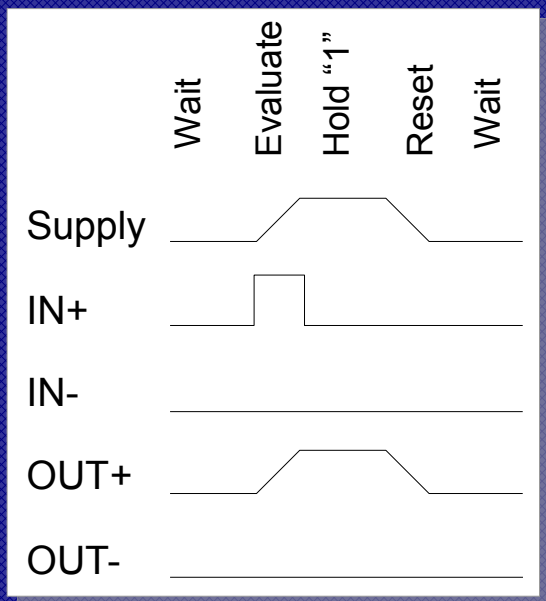 Wait
Evaluate
Hold “1”
Reset
Wait
Supply
IN+
IN-
OUT+
OUT-